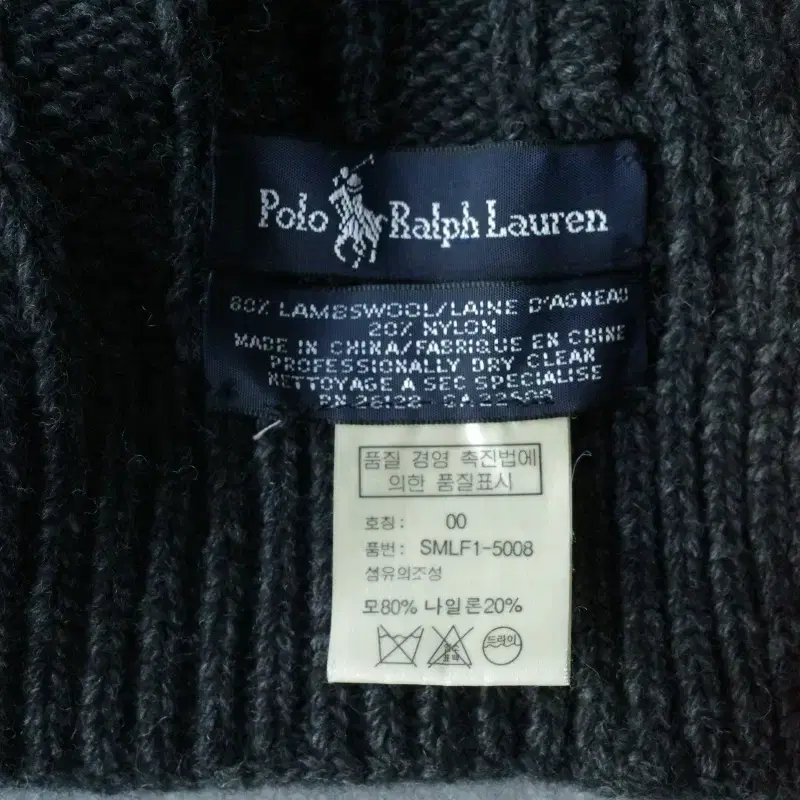 Polo Ralph Lauren
80% LAMBSWOOL/LAINE D'AGNEAU
20% NYLON
MADE IN CHINA/FABRIQUE EN CHINE
PROFESSIONALLY DRY CLEAN
NETTOYAGE A SEC SPECIALISE
RN 26128 CA
품질 경영 촉진법에
의한 품질표시
호칭: 00
품번: SMLF1-5008
섬유의조성
모80% 나일론20%
드라이